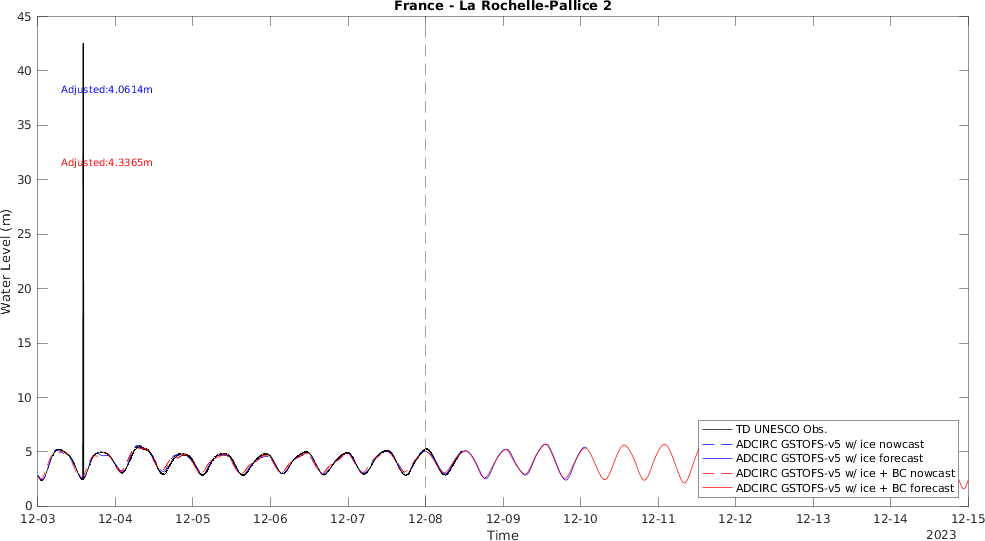 France - La Rochelle-Pallice 2
45
40
35
30
25
20
15
10
5
0
Water Level (m)
Adjusted:4.0614m
Adjusted:4.3365m
TD UNESCO Obs.
ADCIRC GSTOFS-v5 w/ ice nowcast
ADCIRC GSTOFS-v5 w/ ice forecast
ADCIRC GSTOFS-v5 w/ ice + BC nowcast
ADCIRC GSTOFS-v5 w/ ice + BC forecast
12-03 12-04 12-05 12-06 12-07 12-08 12-09 12-10 12-11 12-12 12-13 12-14 12-15
Time
2023